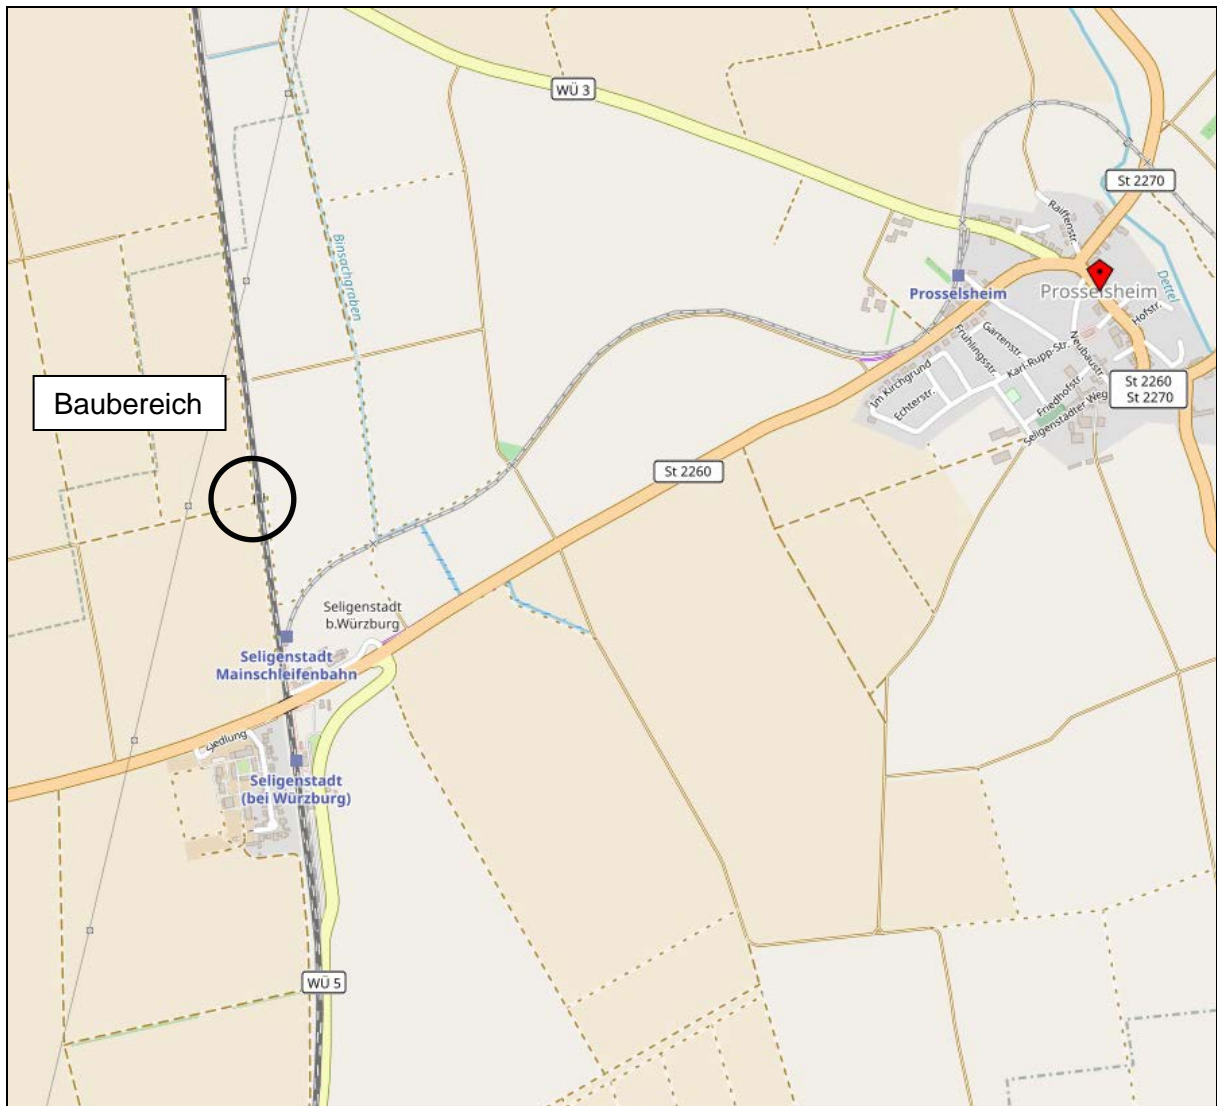 WÜ 3
St 2270
Raiffenstr.
Binsachgraben
Prosselsheim
Prosselsheim
Dettel
Hofstr.
Gartenstr.
Frühlingsstr.
Neubaustr.
Karl-Rupp-Str.
Im Kirchgrund
Echterstr.
Friedhofstr.
Seligenstädter Weg
St 2260
St 2270
Baubereich
St 2260
Seligenstadt
b.Würzburg
Seligenstadt
Mainschleifenbahn
Siedlung
Seligenstadt
(bei Würzburg)
WÜ 5